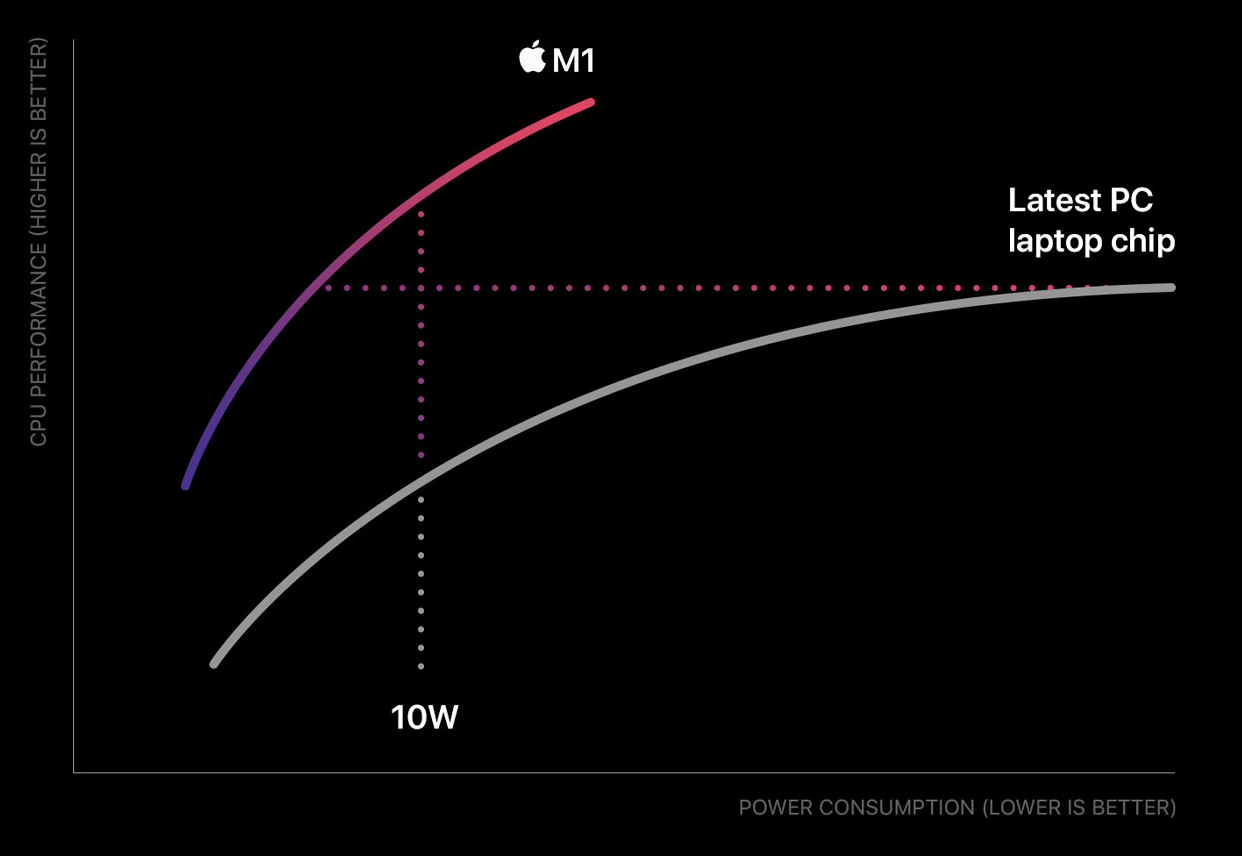 CPU PERFORMANCE (HIGHER IS BETTER)
M1
Latest PC
laptop chip
10W
POWER CONSUMPTION (LOWER IS BETTER)